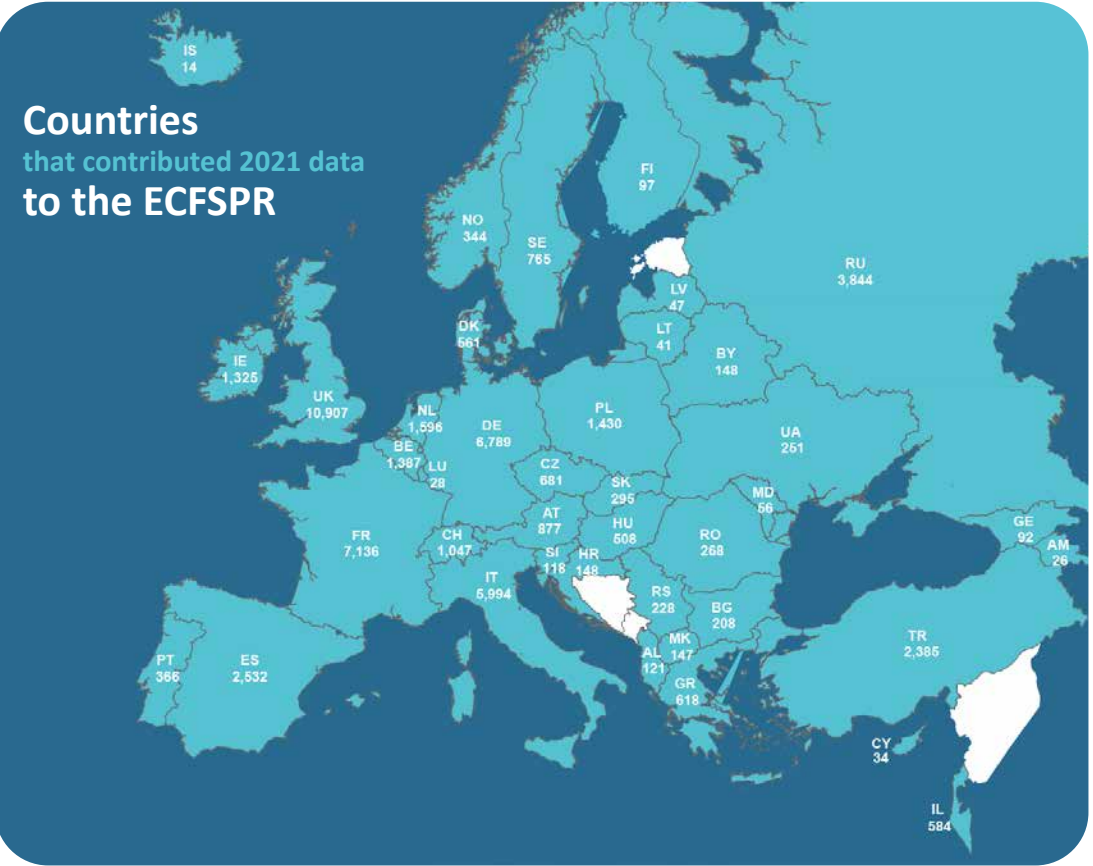 IS
14
Countries
that contributed 2021 data
to the ECFSPR
FI
97
NO
344
SE
765
RU
3,844
LV
47
DK
561
LT
41
BY
148
IE
1,325
UK
10,907
NL
1,596
DE
6,789
PL
1,430
UA
251
BE
1,387
LU
28
CZ
681
SK
295
MD
56
AT
877
HU
508
RO
268
FR
7,136
CH
1,047
SI
118
HR
148
GE
92
AM
26
IT
5,994
RS
228
BG
208
PT
366
ES
2,532
AL
121
MK
147
TR
2,385
GR
618
CY
34
IL
584